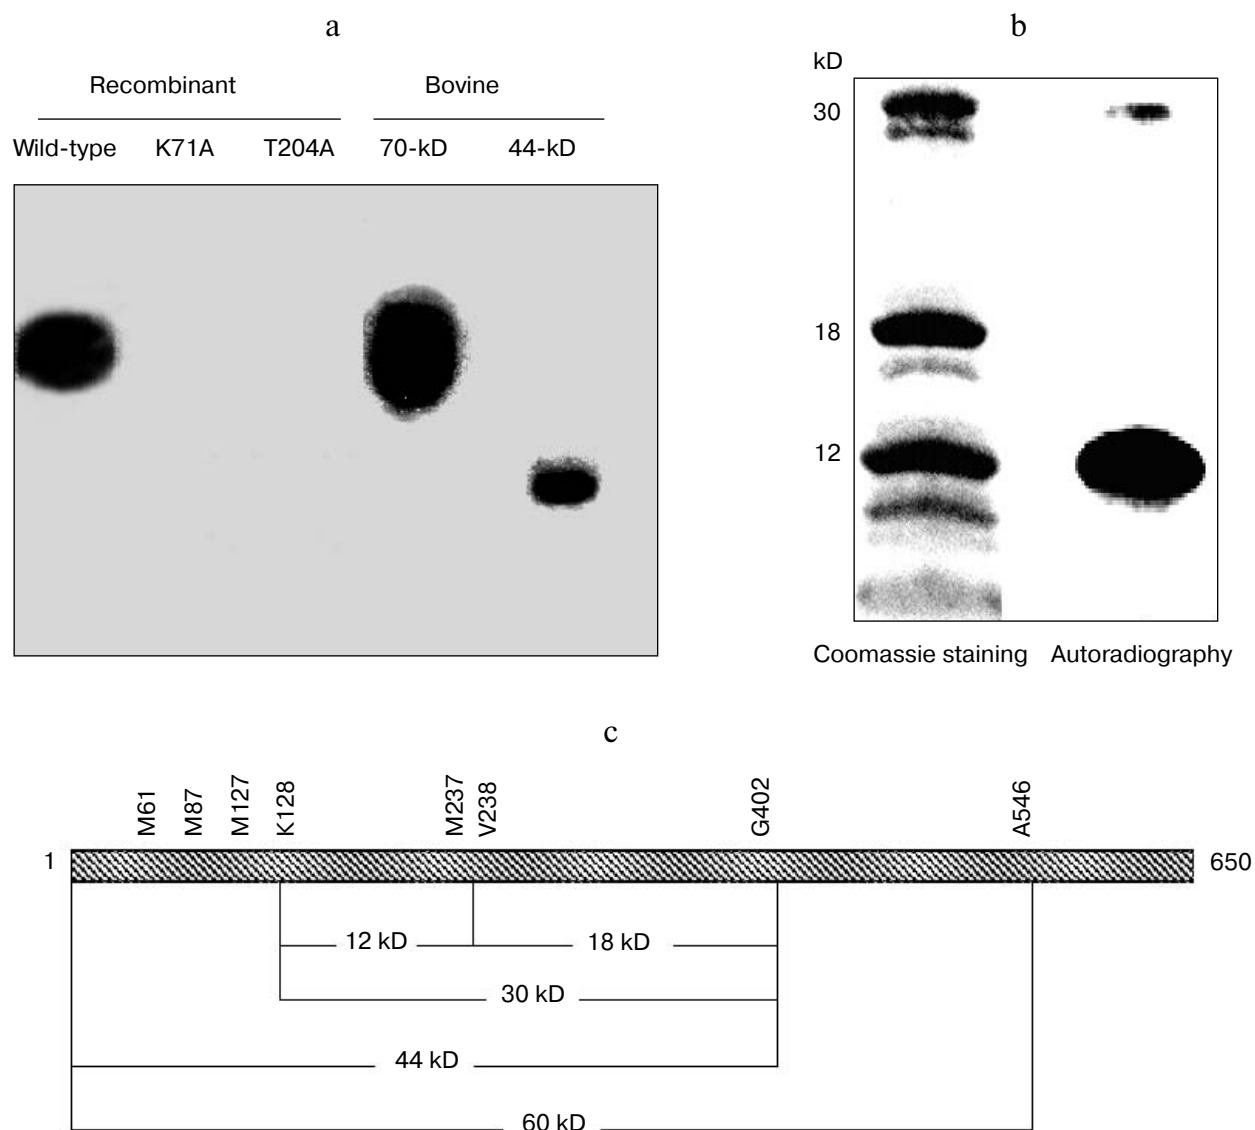 a
Recombinant Bovine
Wild-type K71A T204A 70-kD 44-kD
b
kD
30
18
12
Coomassie staining Autoradiography
c
M61 M87 M127 K128 M237 V238 G402 A546
1 650
12 kD 18 kD
30 kD
44 kD
60 kD